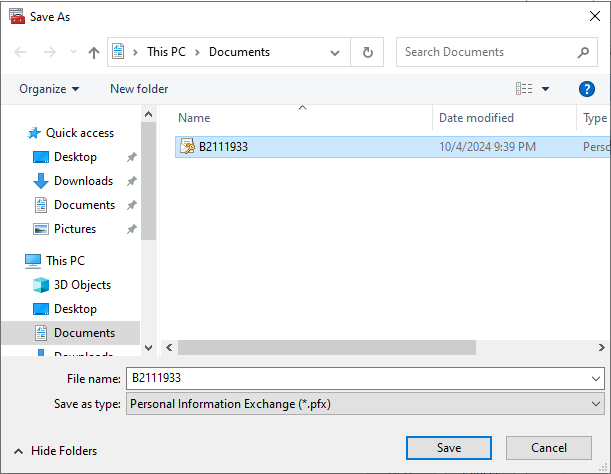 Save As
This PC > Documents
Search Documents
Organize
New folder
?
Name
Date modified
Type
B2111933
10/4/2024 9:39 PM
Perso
Quick access
Desktop
Downloads
Documents
Pictures
This PC
3D Objects
Desktop
Documents
Downloads
File name:
B2111933
Save as type:
Personal Information Exchange (*.pfx)
Hide Folders
Save
Cancel